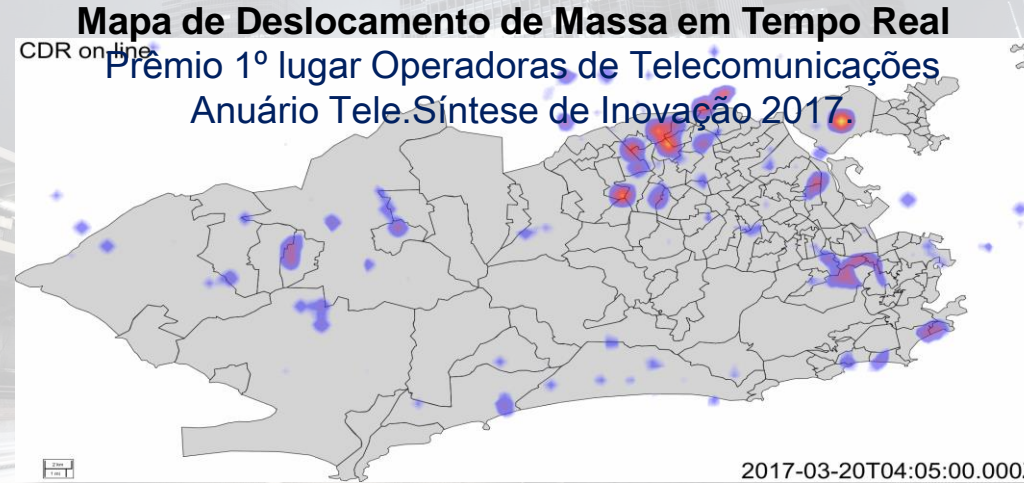 Mapa de Deslocamento de Massa em Tempo Real
CDR on-line
Prêmio 1º lugar Operadoras de Telecomunicações
Anuário Tele.Síntese de Inovação 2017.
2017-03-20T04:05:00.000